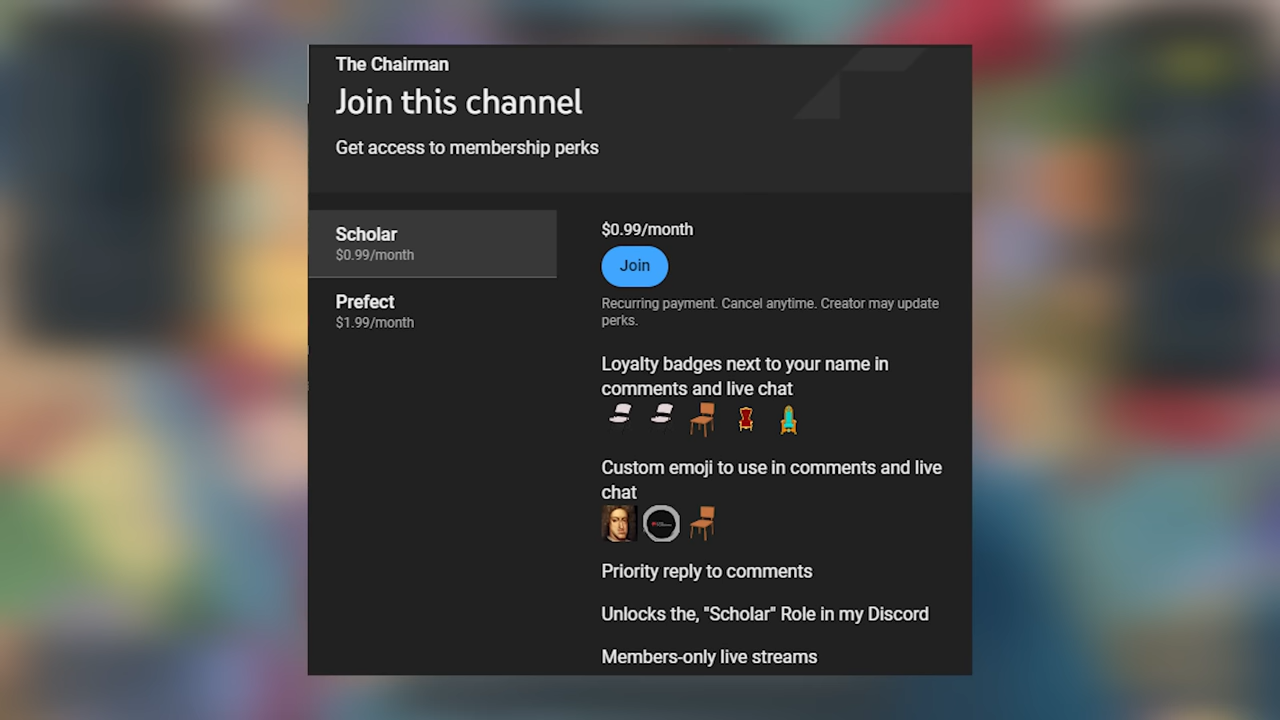 The Chairman
Join this channel
Get access to membership perks
Scholar
$0.99/month
Prefect
$1.99/month
$0.99/month
Join
Recurring payment. Cancel anytime. Creator may update
perks.
Loyalty badges next to your name in
comments and live chat
Custom emoji to use in comments and live
chat
Priority reply to comments
Unlocks the, "Scholar" Role in my Discord
Members-only live streams